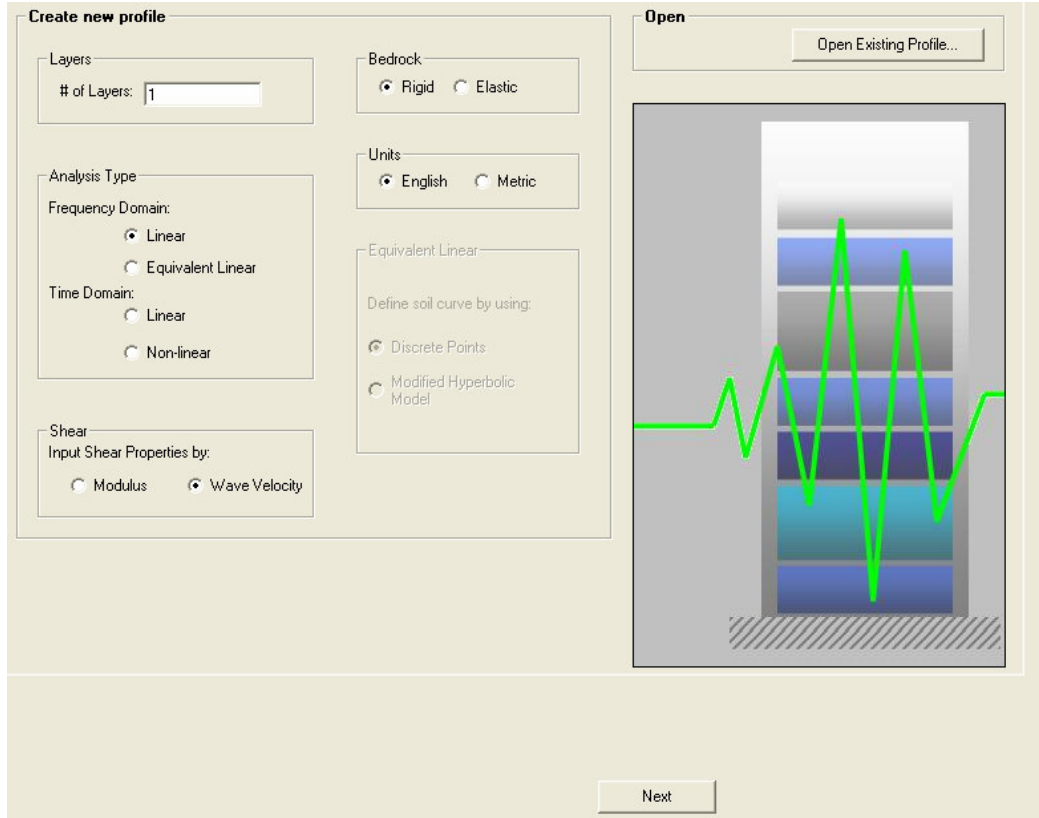 Create new profile
Layers
# of Layers: 1
Analysis Type
Frequency Domain:
Linear
Equivalent Linear
Time Domain:
Linear
Non-linear
Shear
Input Shear Properties by:
Modulus Wave Velocity
Bedrock
Rigid Elastic
Units
English Metric
Equivalent Linear
Define soil curve by using:
Discrete Points
Modified Hyperbolic
Model
Open
Open Existing Profile...
Next